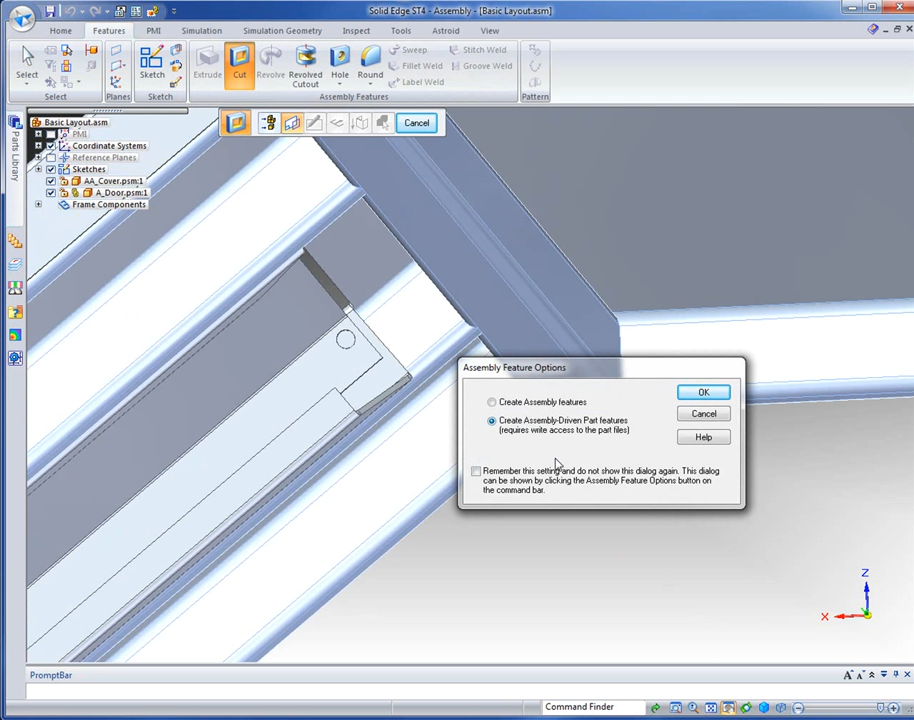 Solid Edge ST4 - Assembly - [Basic Layout.asm]
Home Features PMI Simulation Simulation Geometry Inspect Tools Astroid View
Select Sketch Extrude Cut Revolve Revolved Cutout Hole Round
Sweep Stitch Weld
Fillet Weld Groove Weld
Label Weld
Select Planes Sketch Assembly Features Pattern
Cancel
Parts Library
Basic Layout.asm
PMI
Coordinate Systems
Reference Planes
Sketches
AA_Cover.psm:1
A_Door.psm:1
Frame Components
Assembly Feature Options
Create Assembly features
Create Assembly-Driven Part features
(requires write access to the part files)
Remember this setting and do not show this dialog again. This dialog
can be shown by clicking the Assembly Feature Options button on
the command bar.
OK
Cancel
Help
Z
X
PromptBar
Command Finder